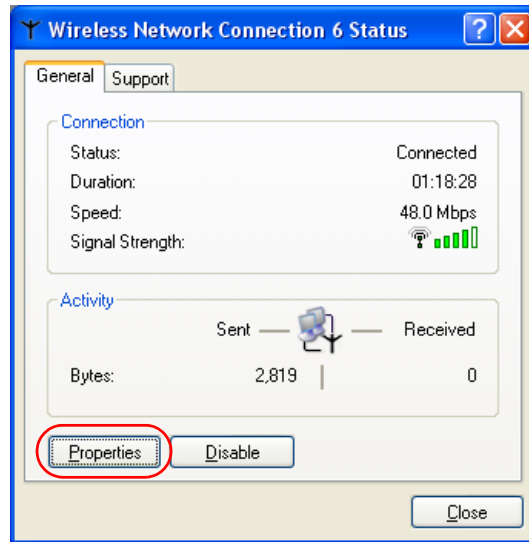 Wireless Network Connection 6 Status
General Support
Connection
Status: Connected
Duration: 01:18:28
Speed: 48.0 Mbps
Signal Strength:
Activity
Sent Received
Bytes: 2,819 0
Properties Disable
Close